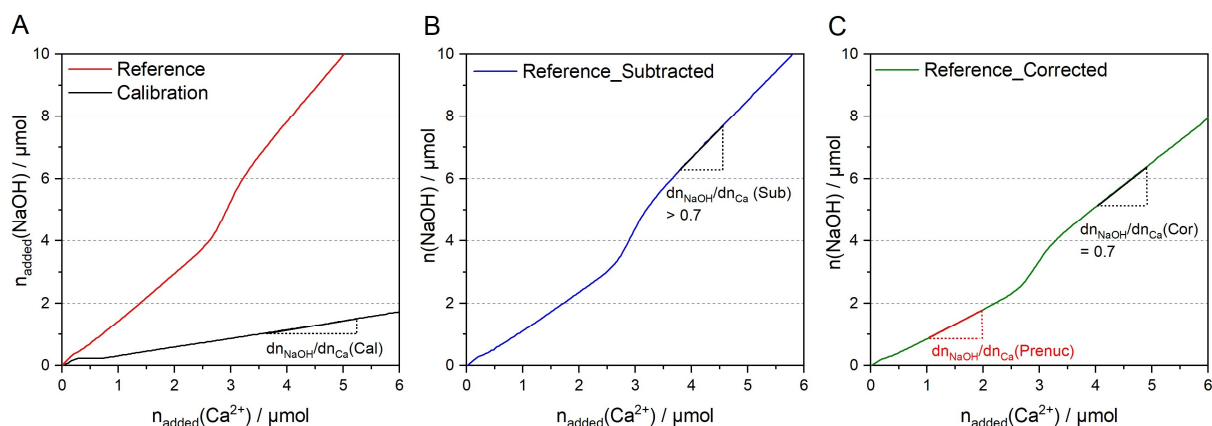 A
n_added(NaOH) / µmol
10
8
6
4
2
0
Reference
Calibration
dn_NaOH/dn_Ca(Cal)
0 1 2 3 4 5 6
n_added(Ca²⁺) / µmol
B
n(NaOH) / µmol
10
8
6
4
2
0
Reference_Subtracted
dn_NaOH/dn_Ca (Sub)
> 0.7
0 1 2 3 4 5 6
n_added(Ca²⁺) / µmol
C
n(NaOH) / µmol
10
8
6
4
2
0
Reference_Corrected
dn_NaOH/dn_Ca(Cor)
= 0.7
dn_NaOH/dn_Ca(Prenuc)
0 1 2 3 4 5 6
n_added(Ca²⁺) / µmol